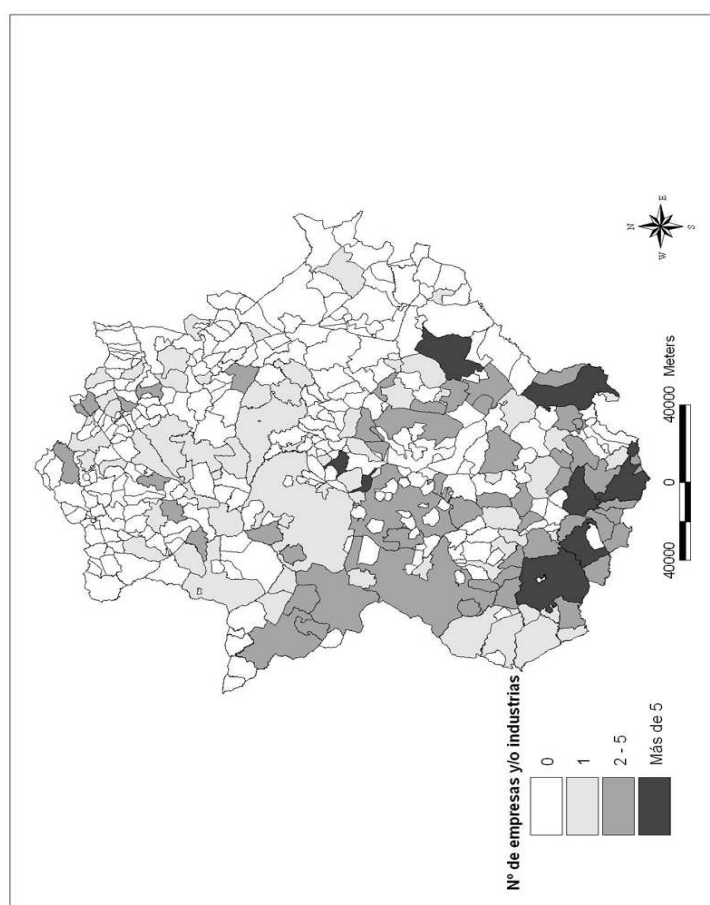 N
W E
S
40000 0 40000 Meters
Nº de empresas y/o industrias
0
1
2 - 5
Más de 5